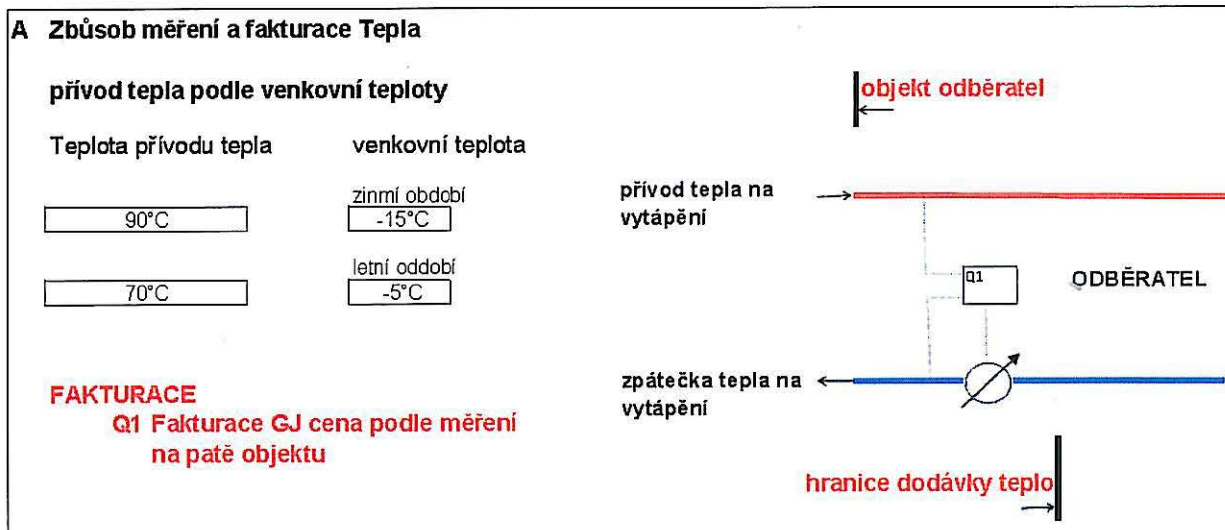 A Zbůsob měření a fakturace Tepla
přívod tepla podle venkovní teploty
Teplota přívodu tepla
venkovní teplota
zinmí období
90°C
-15°C
letní oddobí
70°C
-5°C
FAKTURACE
Q1 Fakturace GJ cena podle měření
na patě objektu
objekt odběratel
přívod tepla na
vytápění
Q1
ODBĚRATEL
zpátečka tepla na
vytápění
hranice dodávky teplo